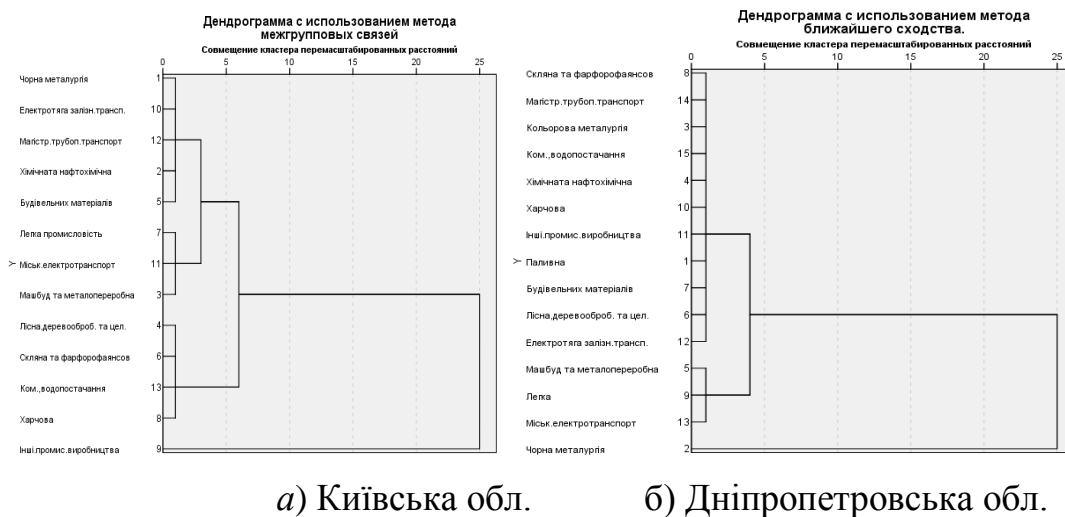 Дендрограмма с использованием метода
межгрупповых связей
Совмещение кластера перемасштабированных расстояний
0 5 10 15 20 25
Чорна металургія 1
Електротяга залізн.трансп. 10
Магістр.трубоп.транспорт 12
Хімічната нафтохімічна 2
Будівельних матеріалів 5
Легка промисловість 7
Y Міськ.електротранспорт 11
Машбуд та металопереробна 3
Лісна,деревооброб. та цел. 4
Скляна та фарфорофаянсов 6
Ком.,водопостачання 13
Харчова 8
Інші.промис.виробництва 9
а) Київська обл.
Дендрограмма с использованием метода
ближайшего сходства.
Совмещение кластера перемасштабированных расстояний
0 5 10 15 20 25
Скляна та фарфорофаянсов 8
Магістр.трубоп.транспорт 14
Кольорова металургія 3
Ком.,водопостачання 15
Хімічната нафтохімічна 4
Харчова 10
Інші.промис.виробництва 11
Y Паливна 1
Будівельних матеріалів 7
Лісна,деревооброб. та цел. 6
Електротяга залізн.трансп. 12
Машбуд та металопереробна 5
Легка 9
Міськ.електротранспорт 13
Чорна металургія 2
б) Дніпропетровська обл.